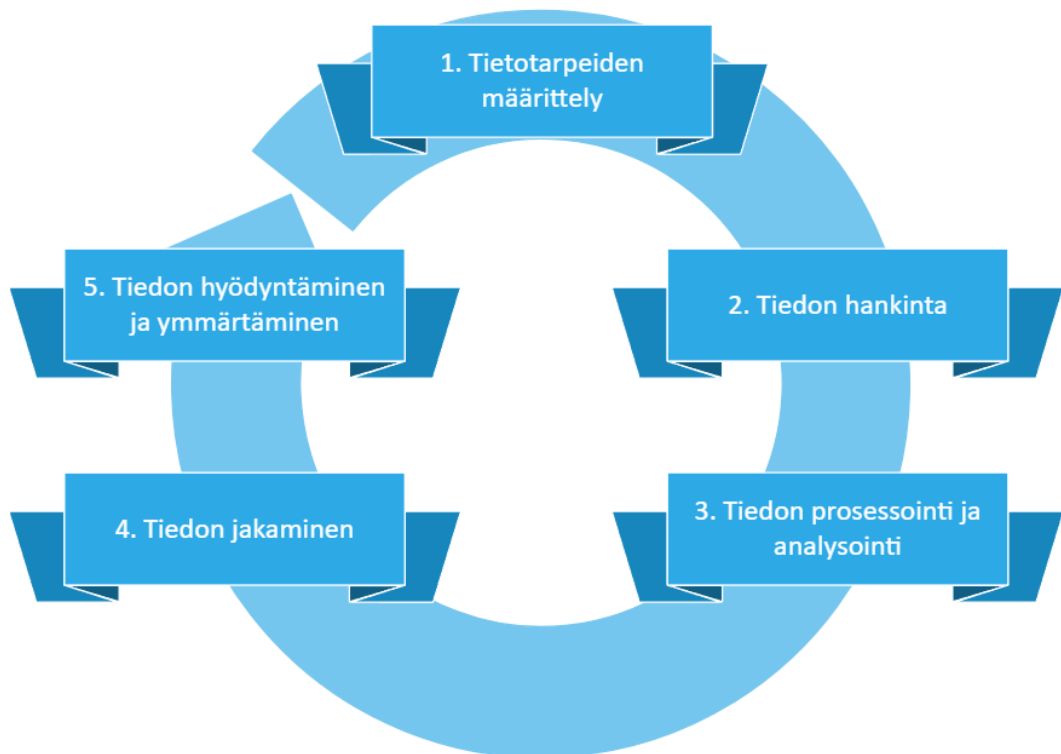 1. Tietotarpeiden
määrittely
2. Tiedon hankinta
3. Tiedon prosessointi ja
analysointi
4. Tiedon jakaminen
5. Tiedon hyödyntäminen
ja ymmärtäminen